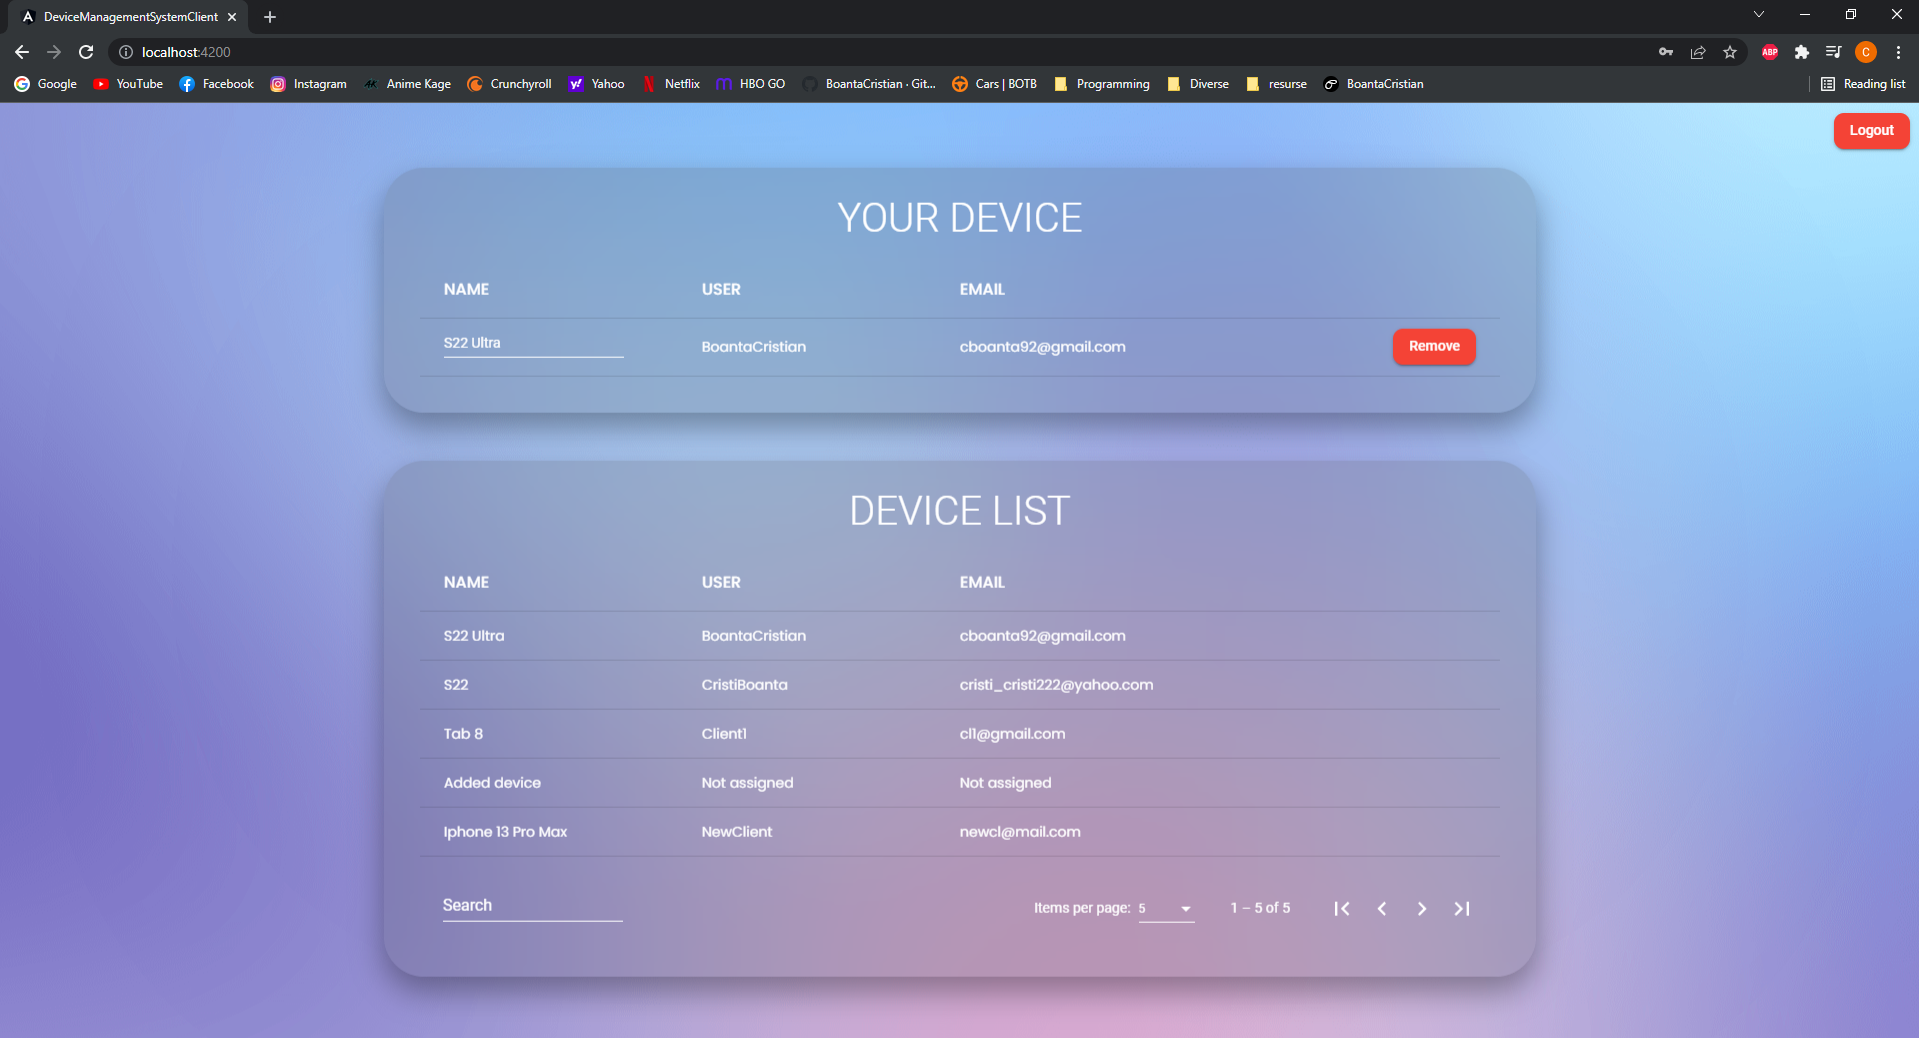 DeviceManagementSystemClient
localhost:4200
ABP
C
Google YouTube Facebook Instagram Anime Kage Crunchyroll Yahoo Netflix HBO GO BoantaCristian · Git... Cars | BOTB Programming Diverse resurse BoantaCristian Reading list
Logout
YOUR DEVICE
NAME USER EMAIL
S22 Ultra BoantaCristian cboanta92@gmail.com Remove
DEVICE LIST
NAME USER EMAIL
S22 Ultra BoantaCristian cboanta92@gmail.com
S22 CristiBoanta cristi_cristi222@yahoo.com
Tab 8 Client1 cl1@gmail.com
Added device Not assigned Not assigned
Iphone 13 Pro Max NewClient newcl@mail.com
Search Items per page: 5 1 – 5 of 5